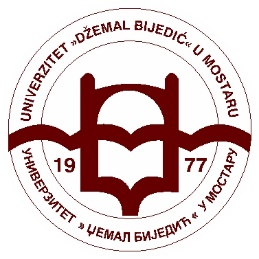 UNIVERZITET »DŽEMAL BIJEDIĆ« U MOSTARU
19 77
УНИВЕРЗИТЕТ »ЏЕМАЛ БИЈЕДИЋ« У МОСТАРУ